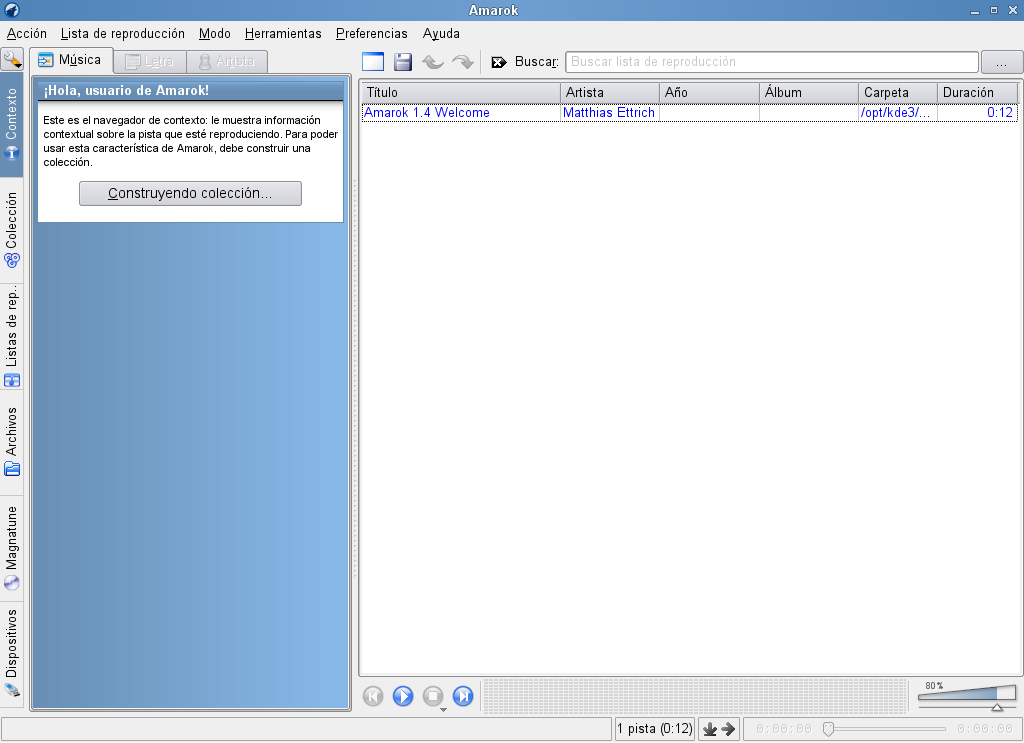 Amarok
Acción Lista de reproducción Modo Herramientas Preferencias Ayuda
Música Letra Artista
Buscar: Buscar lista de reproducción ...
¡Hola, usuario de Amarok!
Este es el navegador de contexto: le muestra información
contextual sobre la pista que esté reproduciendo. Para poder
usar esta característica de Amarok, debe construir una
colección.
Construyendo colección...
Contexto
Colección
Listas de rep..
Archivos
Magnatune
Dispositivos
Título Artista Año Álbum Carpeta Duración
Amarok 1.4 Welcome Matthias Ettrich /opt/kde3/... 0:12
80%
1 pista (0:12) 0:00:00 0:00:00